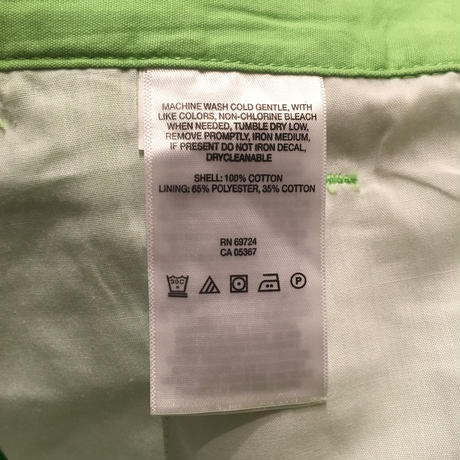 MACHINE WASH COLD GENTLE, WITH
LIKE COLORS, NON-CHLORINE BLEACH
WHEN NEEDED, TUMBLE DRY LOW,
REMOVE PROMPTLY, IRON MEDIUM,
IF PRESENT DO NOT IRON DECAL,
DRYCLEANABLE
SHELL: 100% COTTON
LINING: 65% POLYESTER, 35% COTTON
RN 69724
CA 05367
30C P